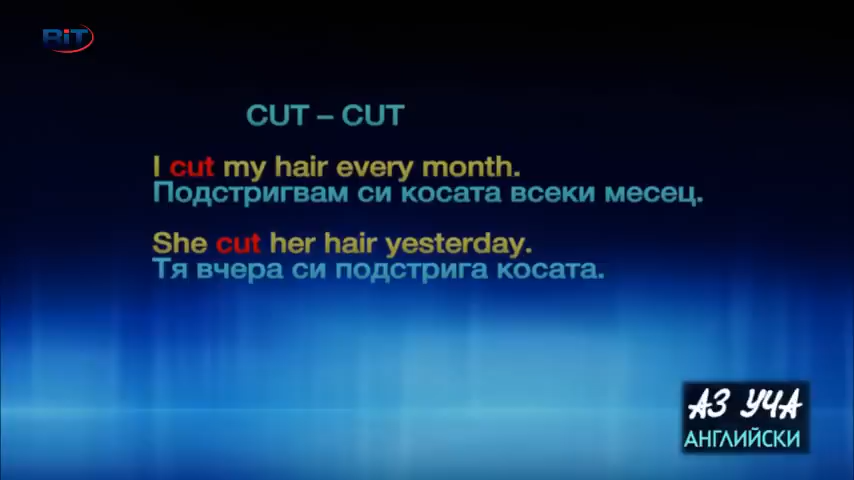 RiT
CUT – CUT
I cut my hair every month.
Подстригвам си косата всеки месец.
She cut her hair yesterday.
Тя вчера си подстрига косата.
АЗ УЧА
АНГЛИЙСКИ